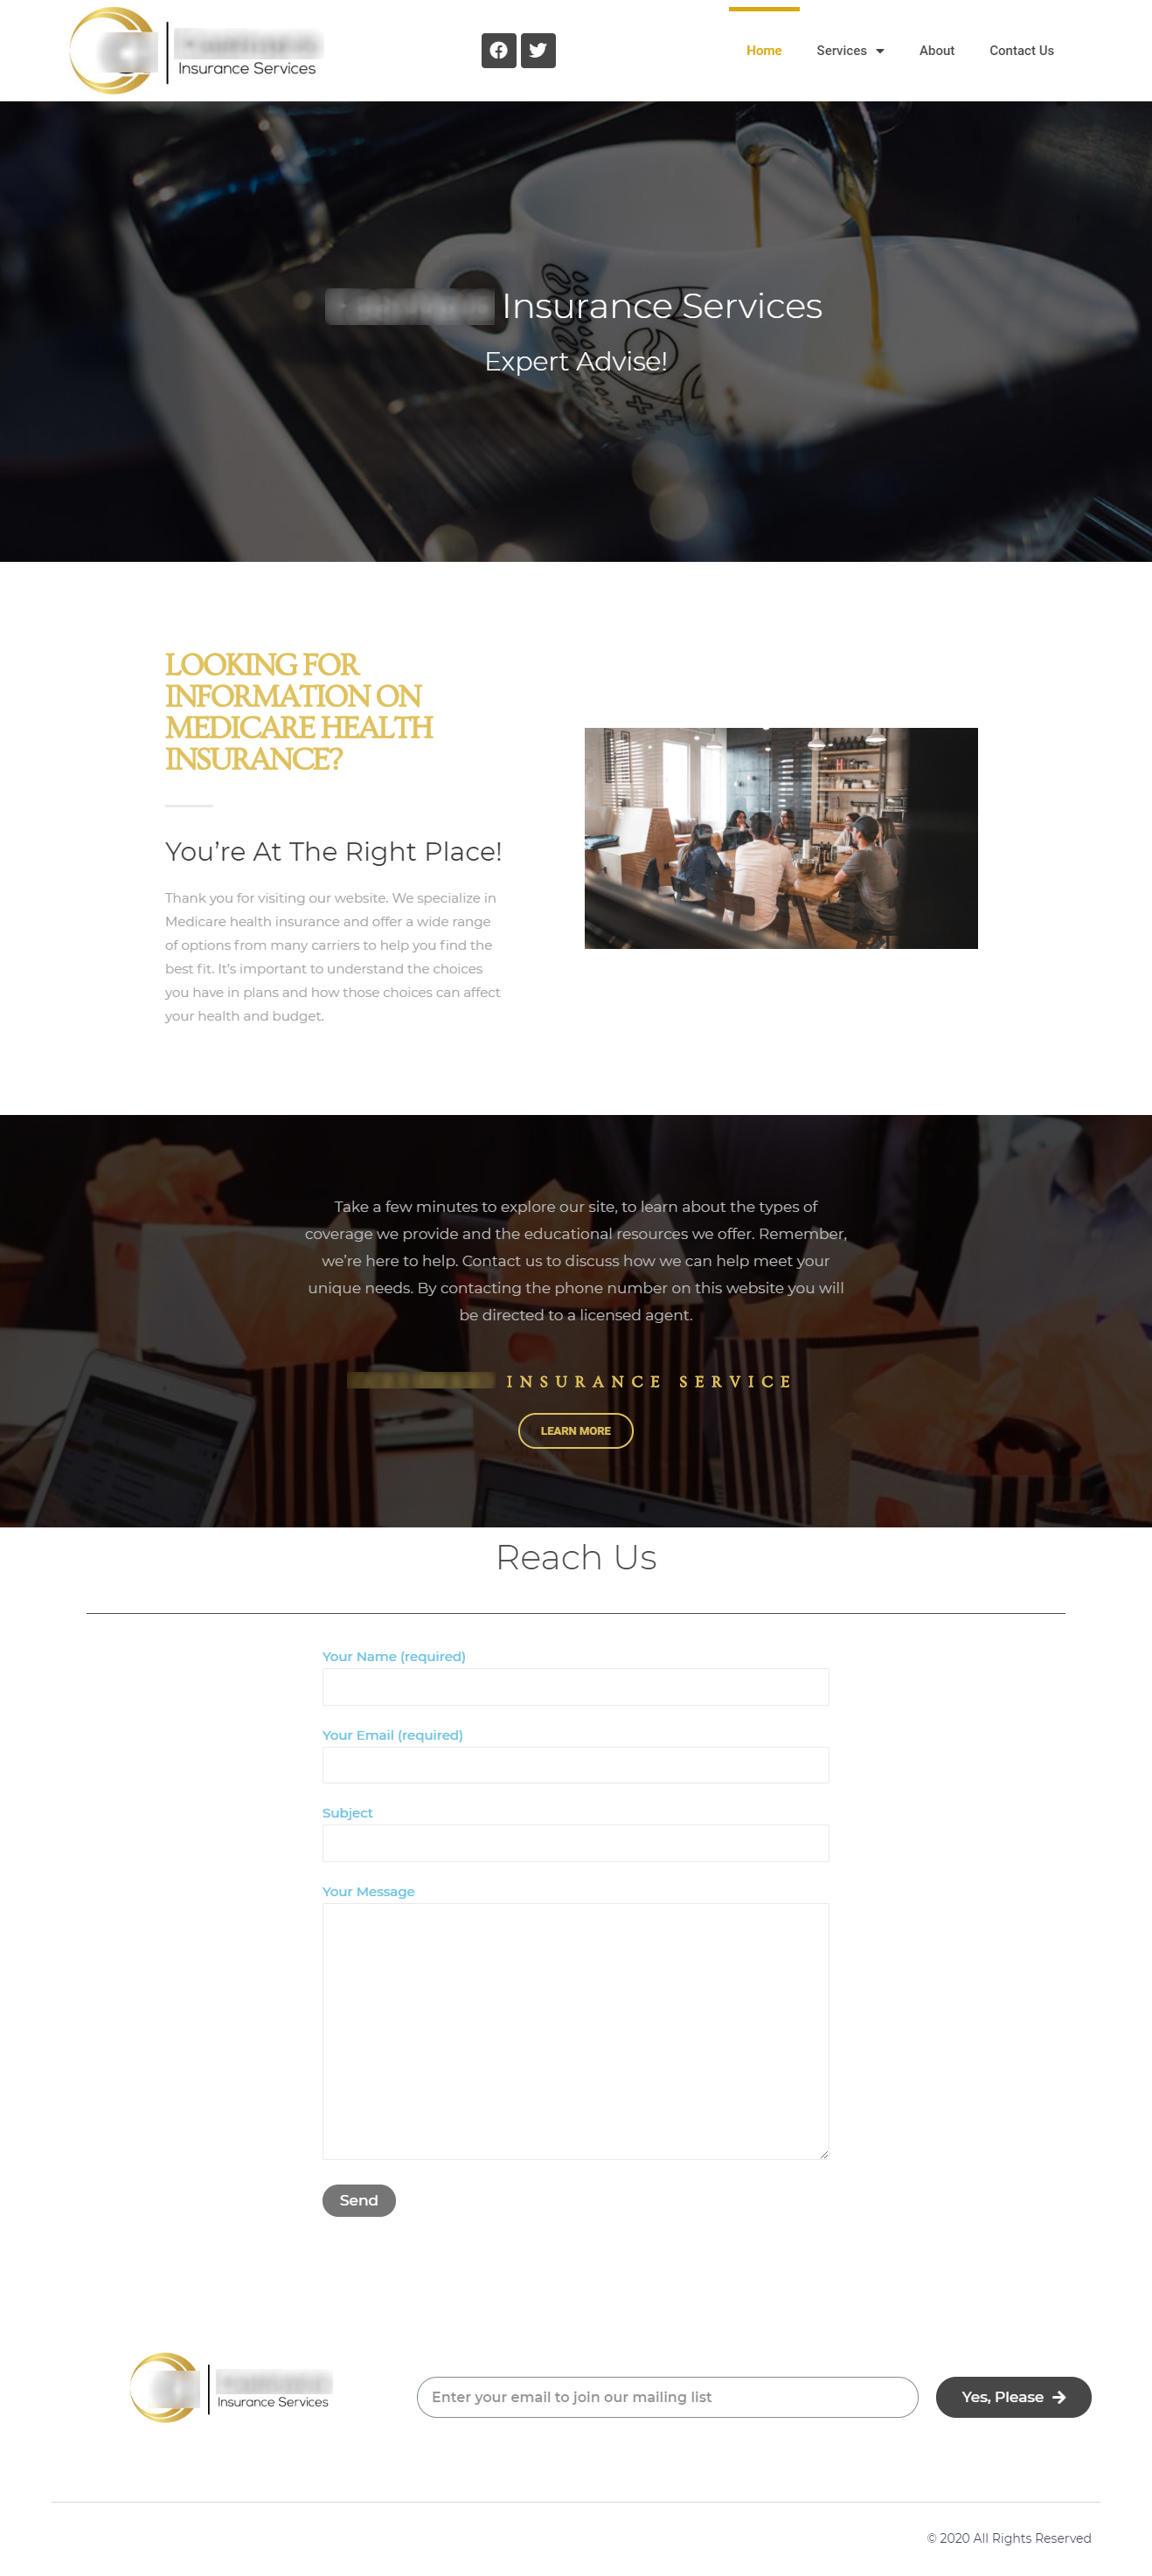 Insurance Services
Home
Services
About
Contact Us
Insurance Services
Expert Advise!
LOOKING FOR
INFORMATION ON
MEDICARE HEALTH
INSURANCE?
You’re At The Right Place!
Thank you for visiting our website. We specialize in
Medicare health insurance and offer a wide range
of options from many carriers to help you find the
best fit. It’s important to understand the choices
you have in plans and how those choices can affect
your health and budget.
Take a few minutes to explore our site, to learn about the types of
coverage we provide and the educational resources we offer. Remember,
we’re here to help. Contact us to discuss how we can help meet your
unique needs. By contacting the phone number on this website you will
be directed to a licensed agent.
INSURANCE SERVICE
LEARN MORE
Reach Us
Your Name (required)
Your Email (required)
Subject
Your Message
Send
Insurance Services
Enter your email to join our mailing list
Yes, Please
© 2020 All Rights Reserved